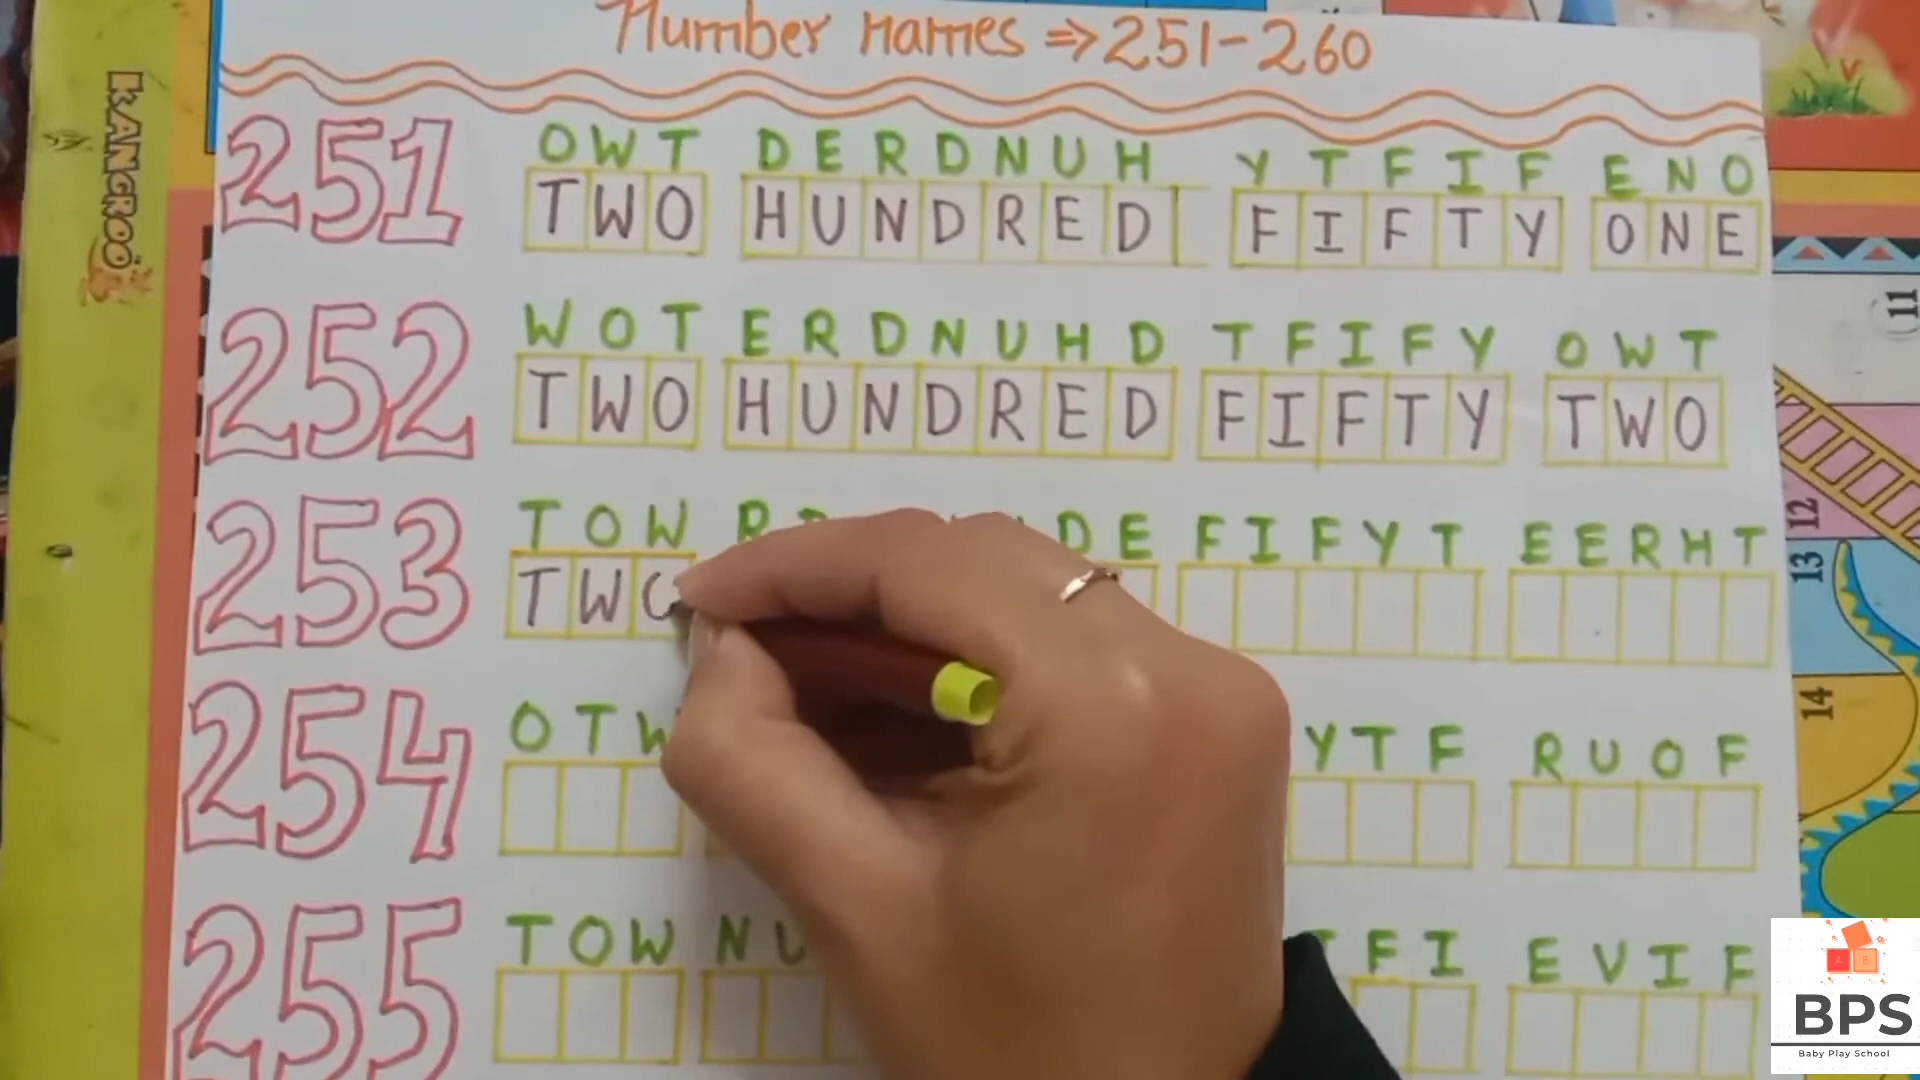 Number names ⇒ 251-260
251 OWT DERDNUH YTFIF ENO
TWO HUNDRED FIFTY ONE
252 WOT ERDNUHD TFIFY OWT
TWO HUNDRED FIFTY TWO
253 TOW DE FIFYT EERHT
TWO
254 OTW YTF RUOF
255 TOW NU FI EVIF
KANGROO
11
12
13
14
BPS
Baby Play School